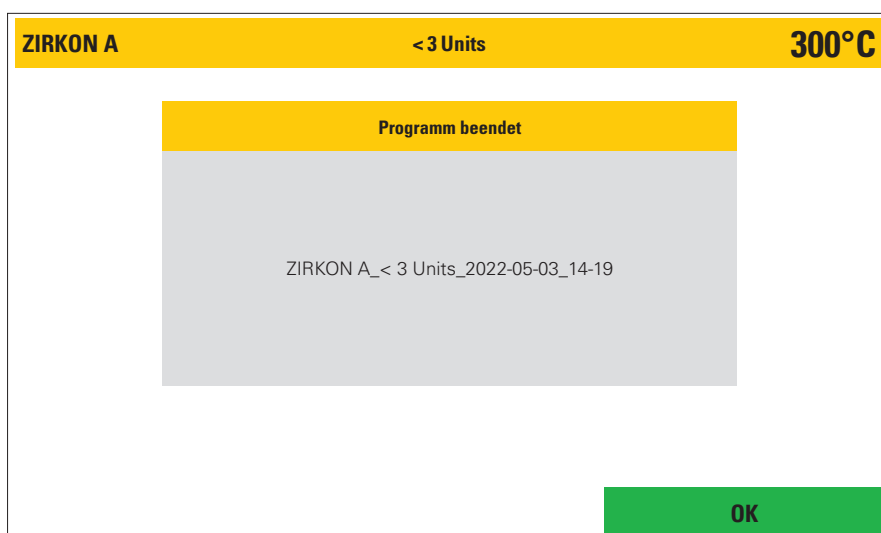 ZIRKON A < 3 Units 300°C
Programm beendet
ZIRKON A_< 3 Units_2022-05-03_14-19
OK